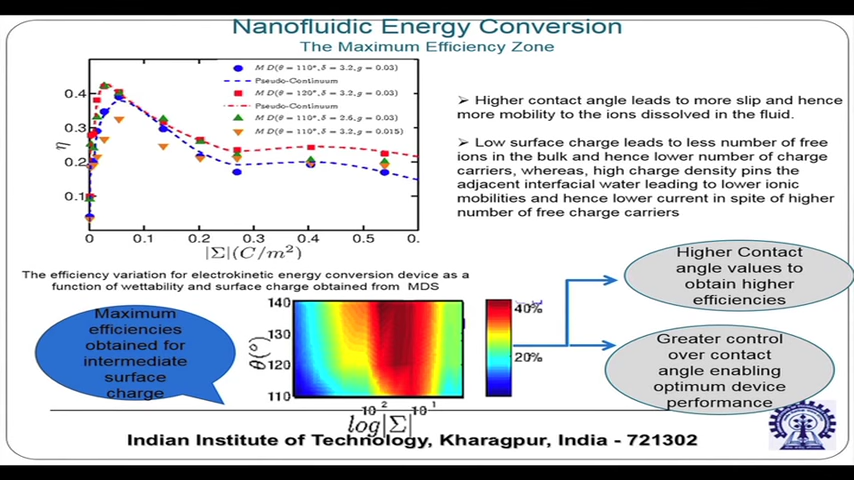 Nanofluidic Energy Conversion
The Maximum Efficiency Zone
MD(θ = 110°, δ = 3.2, g = 0.03)
Pseudo-Continuum
MD(θ = 120°, δ = 3.2, g = 0.03)
Pseudo-Continuum
MD(θ = 110°, δ = 2.6, g = 0.03)
MD(θ = 110°, δ = 3.2, g = 0.015)
0.4
0.3
0.2
0.1
η
0 0.1 0.2 0.3 0.4 0.5 0.
|Σ|(C/m²)
➢ Higher contact angle leads to more slip and hence
more mobility to the ions dissolved in the fluid.
➢ Low surface charge leads to less number of free
ions in the bulk and hence lower number of charge
carriers, whereas, high charge density pins the
adjacent interfacial water leading to lower ionic
mobilities and hence lower current in spite of higher
number of free charge carriers
The efficiency variation for electrokinetic energy conversion device as a
function of wettability and surface charge obtained from MDS
Maximum
efficiencies
obtained for
intermediate
surface
charge
140
130
120
110
θ(°)
10² 10¹
log|Σ|
40%
20%
Higher Contact
angle values to
obtain higher
efficiencies
Greater control
over contact
angle enabling
optimum device
performance
Indian Institute of Technology, Kharagpur, India - 721302